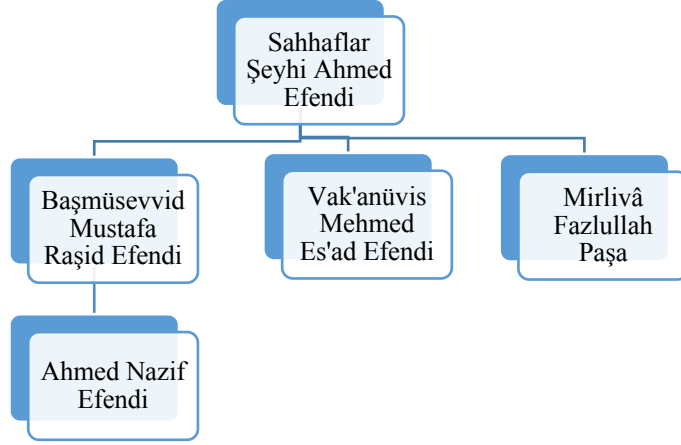 Sahhaflar
Şeyhi Ahmed
Efendi
Başmüsevvid
Mustafa
Raşid Efendi
Vak'anüvis
Mehmed
Es'ad Efendi
Mirlivâ
Fazlullah
Paşa
Ahmed Nazif
Efendi